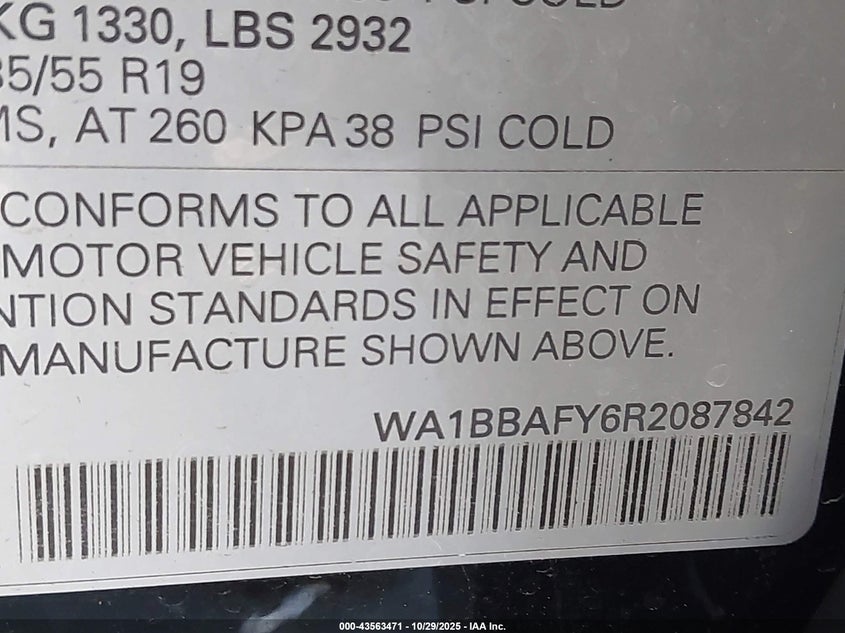 PSI COLD
KG 1330, LBS 2932
35/55 R19
MS, AT 260 KPA 38 PSI COLD
CONFORMS TO ALL APPLICABLE
MOTOR VEHICLE SAFETY AND
NTION STANDARDS IN EFFECT ON
MANUFACTURE SHOWN ABOVE.
WA1BBAFY6R2087842
000-43563471 - 10/29/2025 - IAA Inc.